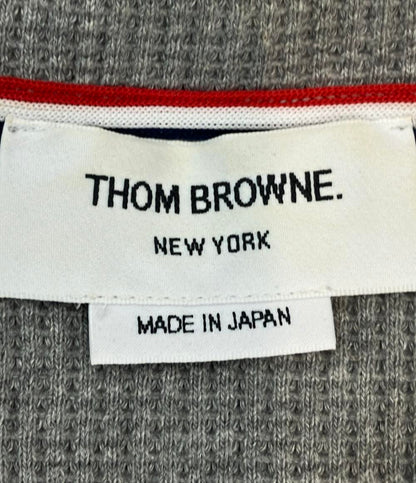 THOM BROWNE.
NEW YORK
MADE IN JAPAN